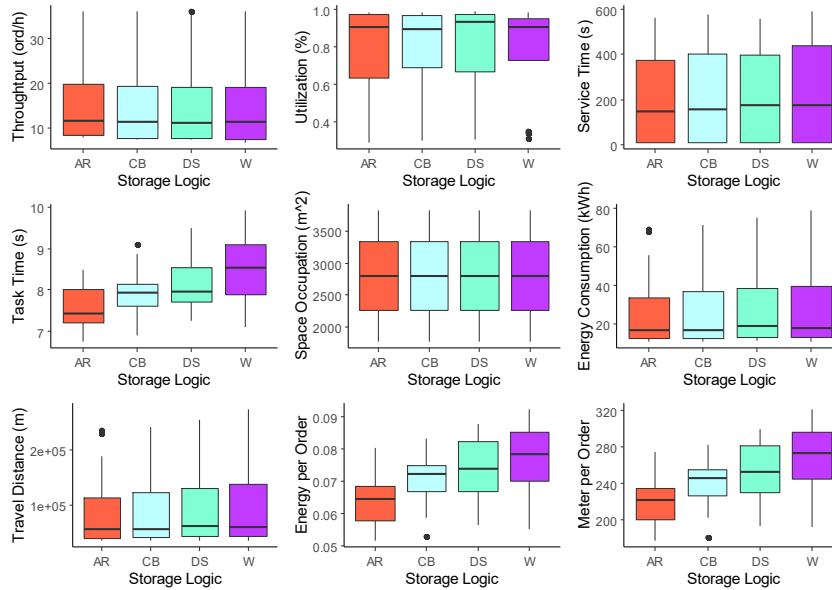 Throughtput (ord/h)
30
20
10
AR CB DS W
Storage Logic
Utilization (%)
1.0
0.8
0.6
0.4
AR CB DS W
Storage Logic
Service Time (s)
600
400
200
0
AR CB DS W
Storage Logic
Task Time (s)
10
9
8
7
AR CB DS W
Storage Logic
Space Occupation (m^2)
3500
3000
2500
2000
AR CB DS W
Storage Logic
Energy Consumption (kWh)
80
60
40
20
AR CB DS W
Storage Logic
Travel Distance (m)
2e+05
1e+05
AR CB DS W
Storage Logic
Energy per Order
0.09
0.08
0.07
0.06
0.05
AR CB DS W
Storage Logic
Meter per Order
320
280
240
200
AR CB DS W
Storage Logic